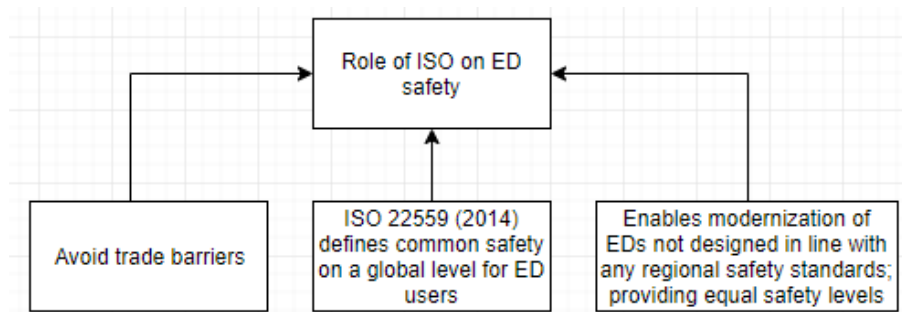 Role of ISO on ED
safety
Avoid trade barriers
ISO 22559 (2014)
defines common safety
on a global level for ED
users
Enables modernization of
EDs not designed in line with
any regional safety standards;
providing equal safety levels